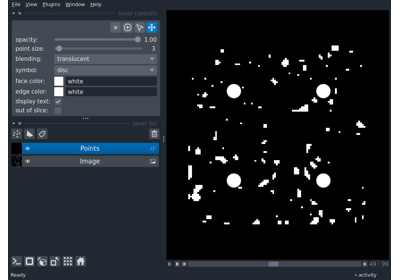 File View Plugins Window Help
layer controls
opacity: 1.00
point size: 3
blending: translucent
symbol: disc
face color: white
edge color: white
display text:
out of slice:
layer list
Points
Image
49 99
Ready
activity